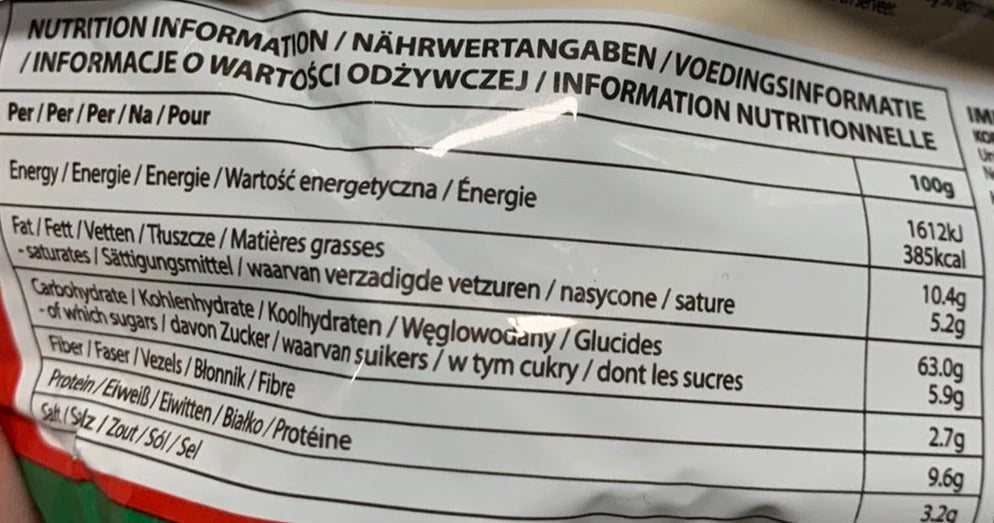 NUTRITION INFORMATION / NÄHRWERTANGABEN / VOEDINGSINFORMATIE
/ INFORMACJE O WARTOŚCI ODŻYWCZEJ / INFORMATION NUTRITIONNELLE
Per / Per / Per / Na / Pour 100g
Energy / Energie / Energie / Wartość energetyczna / Énergie 1612kJ
385kcal
Fat / Fett / Vetten / Tłuszcze / Matières grasses 10.4g
- saturates / Sättigungsmittel / waarvan verzadigde vetzuren / nasycone / sature 5.2g
Carbohydrate / Kohlenhydrate / Koolhydraten / Węglowodany / Glucides 63.0g
- of which sugars / davon Zucker / waarvan suikers / w tym cukry / dont les sucres 5.9g
Fiber / Faser / Vezels / Błonnik / Fibre 2.7g
Protein / Eiweiß / Eiwitten / Białko / Protéine 9.6g
Salt / Salz / Zout / Sól / Sel 3.2g